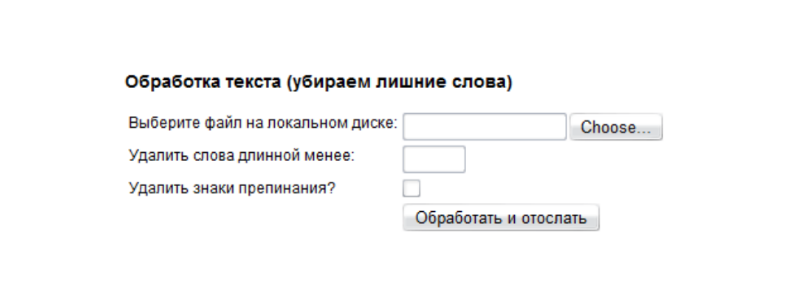 Обработка текста (убираем лишние слова)
Выберите файл на локальном диске: Choose...
Удалить слова длинной менее:
Удалить знаки препинания?
Обработать и отослать